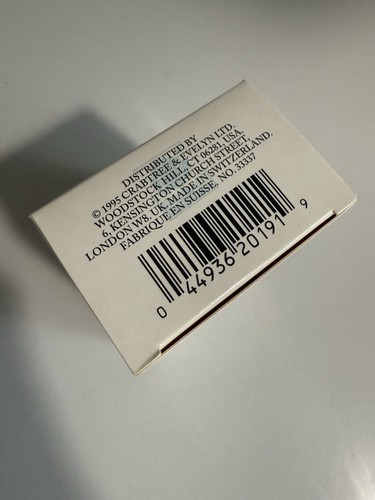 DISTRIBUTED BY
© 1995 CRABTREE & EVELYN LTD.
WOODSTOCK HILL, CT 06281, USA.
6, KENSINGTON CHURCH STREET,
LONDON W8, UK. MADE IN SWITZERLAND.
FABRIQUE EN SUISSE. NO. 33337
0 44936 20191 9